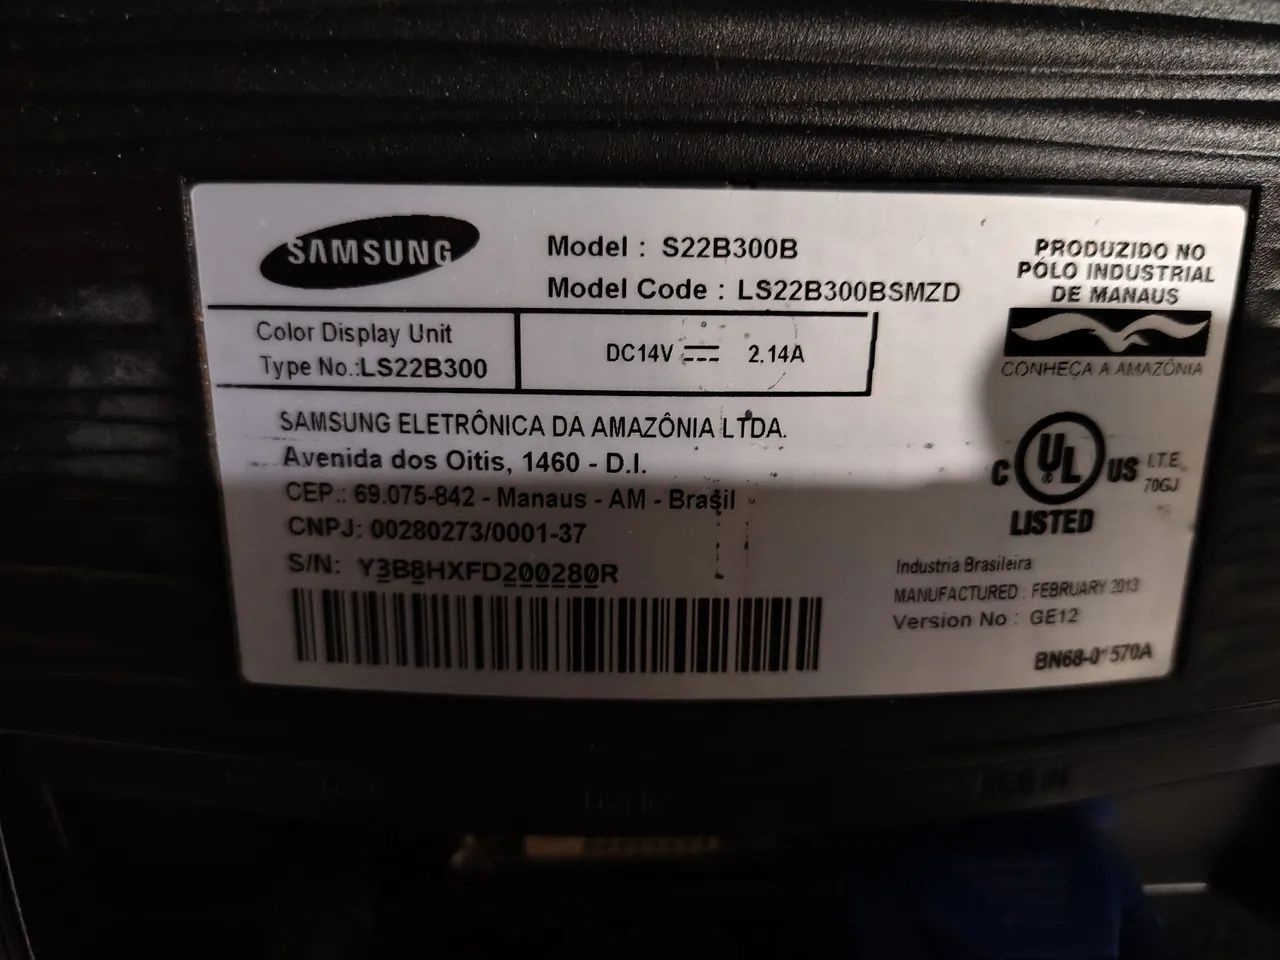 SAMSUNG
Model : S22B300B
Model Code : LS22B300BSMZD
Color Display Unit
Type No.:LS22B300
DC14V 2.14A
SAMSUNG ELETRÔNICA DA AMAZÔNIA LTDA.
Avenida dos Oitis, 1460 - D.I.
CEP.: 69.075-842 - Manaus - AM - Brasil
CNPJ: 00280273/0001-37
S/N: Y3B8HXFD200280R
PRODUZIDO NO
PÓLO INDUSTRIAL
DE MANAUS
CONHEÇA A AMAZÔNIA
C UL ® US I.T.E.
70GJ
LISTED
Industria Brasileira
MANUFACTURED : FEBRUARY 2013
Version No : GE12